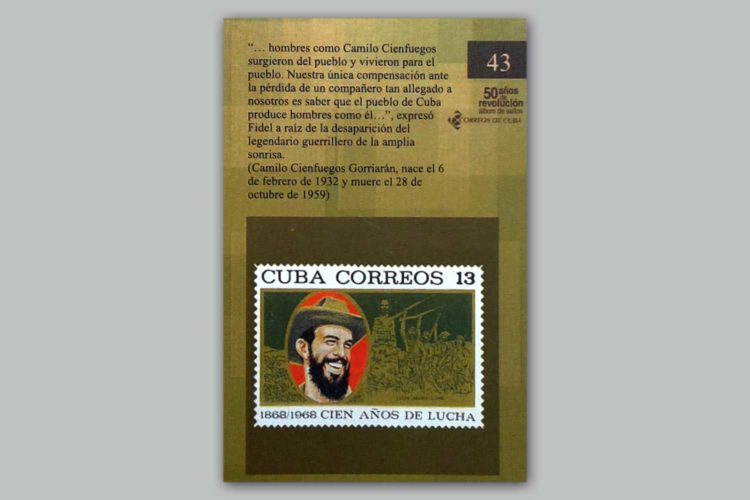 "... hombres como Camilo Cienfuegos
surgieron del pueblo y vivieron para el
pueblo. Nuestra única compensación ante
la pérdida de un compañero tan allegado a
nosotros es saber que el pueblo de Cuba
produce hombres como él...", expresó
Fidel a raíz de la desaparición del
legendario guerrillero de la amplia
sonrisa.
(Camilo Cienfuegos Gorriarán, nace el 6
de febrero de 1932 y muere el 28 de
octubre de 1959)
43
50 años
de
revolución
álbum de sellos
CORREOS DE CUBA
CUBA CORREOS 13
1868/1968 CIEN AÑOS DE LUCHA